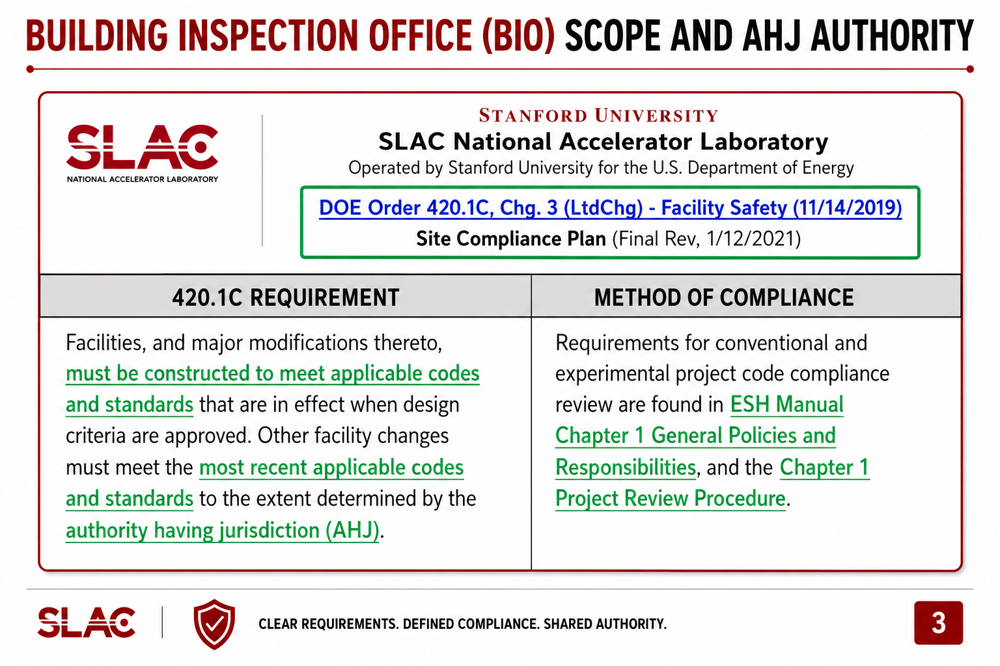 BUILDING INSPECTION OFFICE (BIO) SCOPE AND AHJ AUTHORITY
SLAC
NATIONAL ACCELERATOR LABORATORY
STANFORD UNIVERSITY
SLAC National Accelerator Laboratory
Operated by Stanford University for the U.S. Department of Energy
DOE Order 420.1C, Chg. 3 (LtdChg) - Facility Safety (11/14/2019)
Site Compliance Plan (Final Rev, 1/12/2021)
420.1C REQUIREMENT
Facilities, and major modifications thereto,
must be constructed to meet applicable codes
and standards that are in effect when design
criteria are approved. Other facility changes
must meet the most recent applicable codes
and standards to the extent determined by the
authority having jurisdiction (AHJ).
METHOD OF COMPLIANCE
Requirements for conventional and
experimental project code compliance
review are found in ESH Manual
Chapter 1 General Policies and
Responsibilities, and the Chapter 1
Project Review Procedure.
SLAC
CLEAR REQUIREMENTS. DEFINED COMPLIANCE. SHARED AUTHORITY.
3